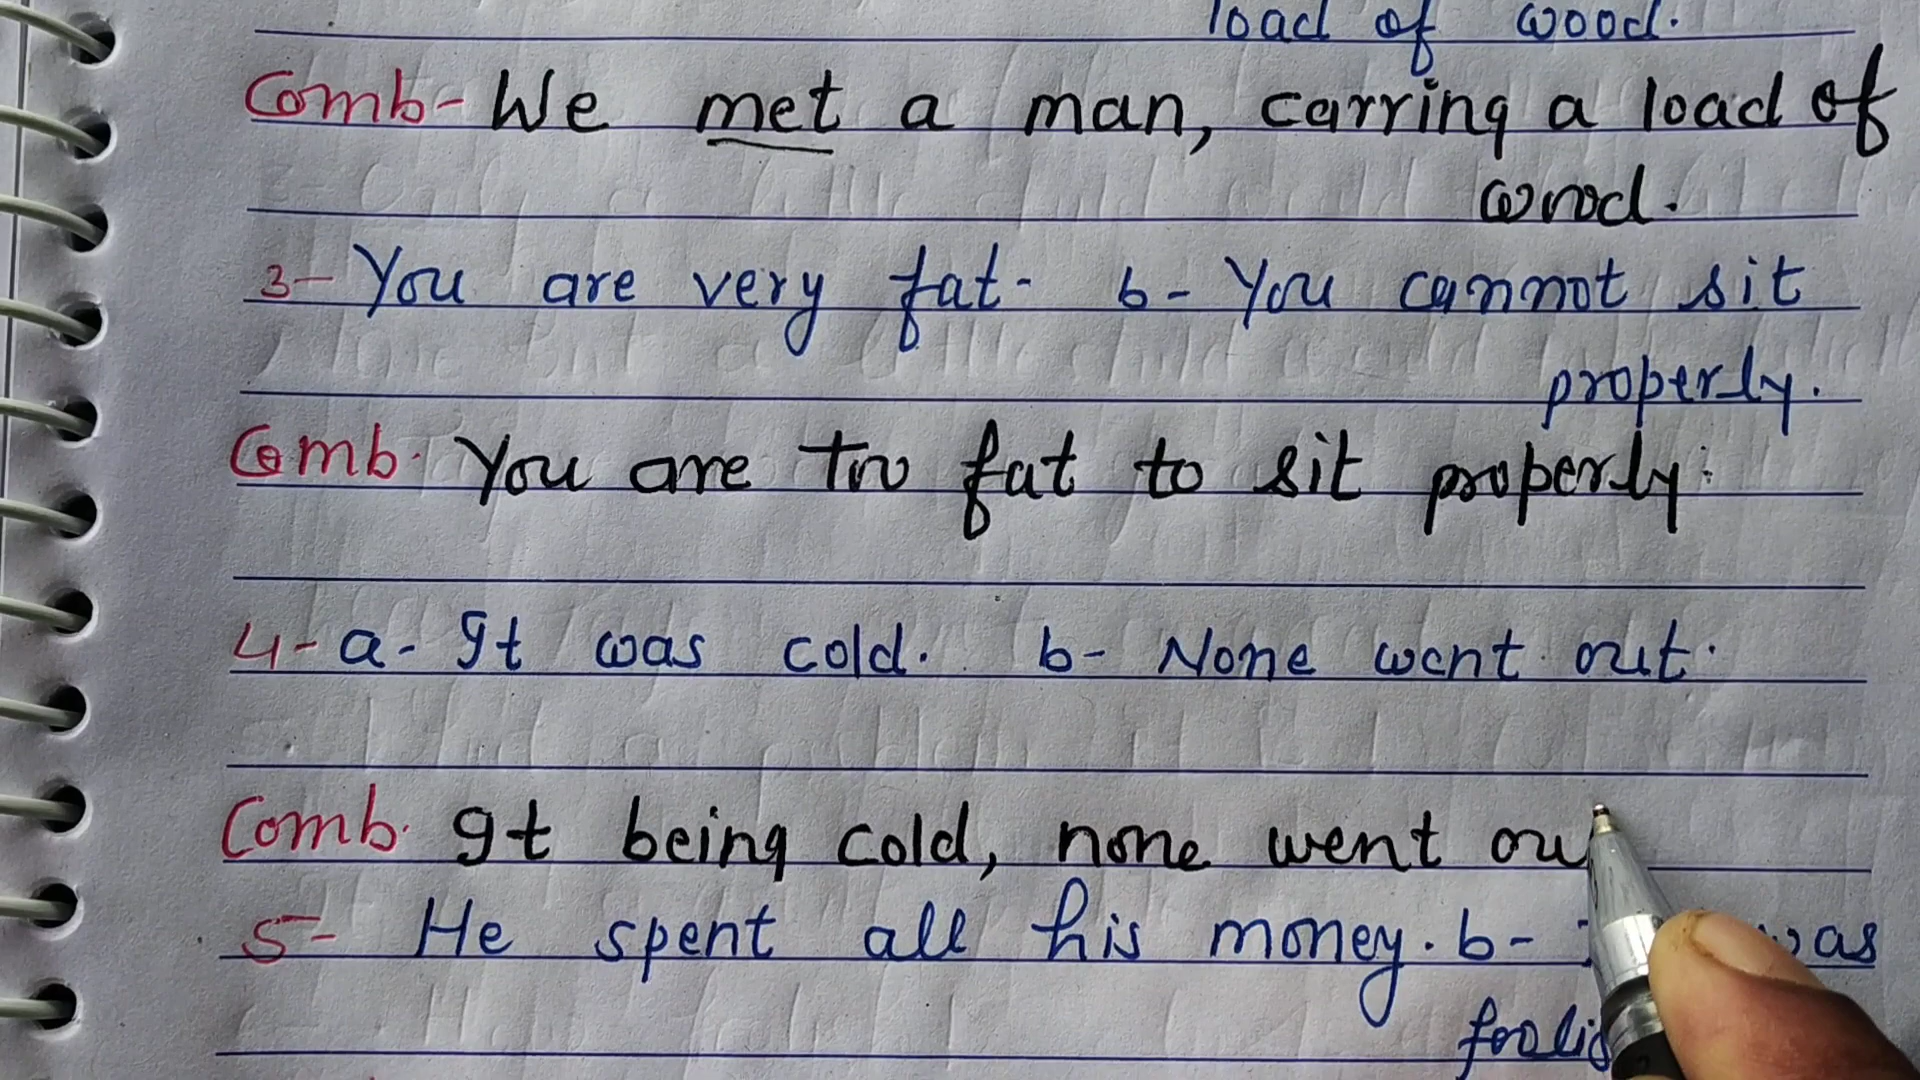 load of wood.
Comb- We met a man, carring a load of
wood.
3- You are very fat- b- You cannot sit
properly.
Comb. You are too fat to sit properly.
4- a- It was cold. b- None went out.
Comb. It being cold, none went ou
5- He spent all his money. b- was